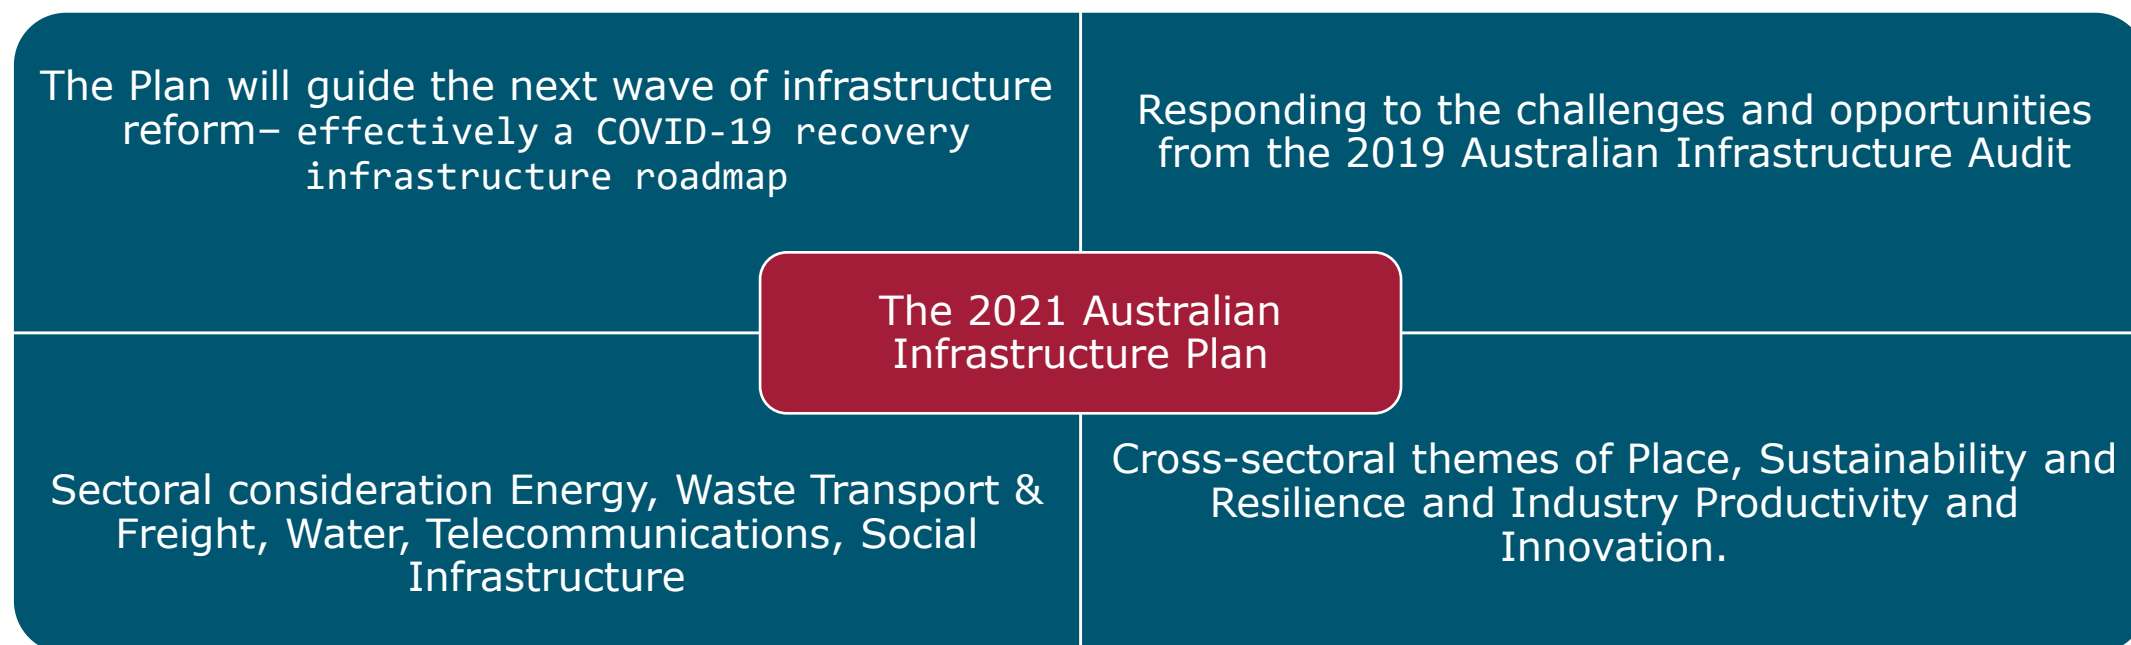 The Plan will guide the next wave of infrastructure
reform– effectively a COVID-19 recovery
infrastructure roadmap
Responding to the challenges and opportunities
from the 2019 Australian Infrastructure Audit
The 2021 Australian
Infrastructure Plan
Sectoral consideration Energy, Waste Transport &
Freight, Water, Telecommunications, Social
Infrastructure
Cross-sectoral themes of Place, Sustainability and
Resilience and Industry Productivity and
Innovation.